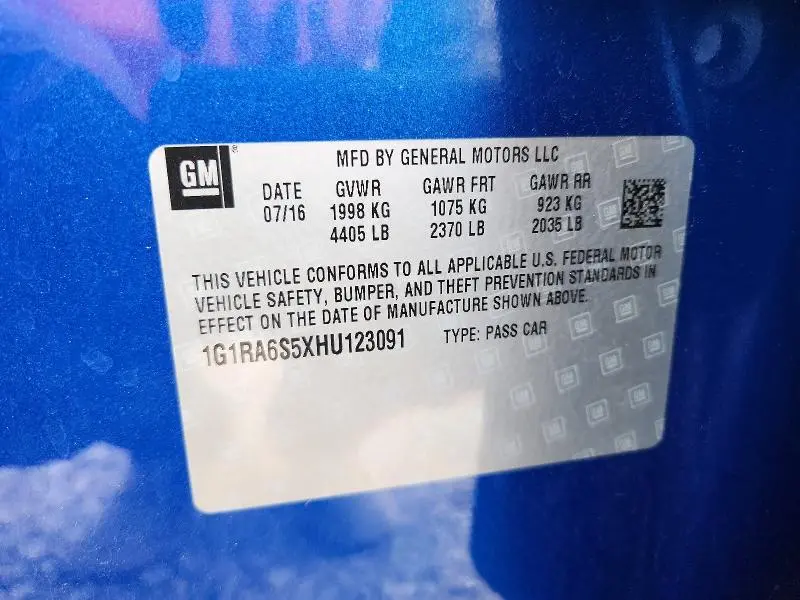 GM
MFD BY GENERAL MOTORS LLC
DATE GVWR GAWR FRT GAWR RR
07/16 1998 KG 1075 KG 923 KG
4405 LB 2370 LB 2035 LB
THIS VEHICLE CONFORMS TO ALL APPLICABLE U.S. FEDERAL MOTOR
VEHICLE SAFETY, BUMPER, AND THEFT PREVENTION STANDARDS IN
EFFECT ON THE DATE OF MANUFACTURE SHOWN ABOVE.
1G1RA6S5XHU123091 TYPE: PASS CAR